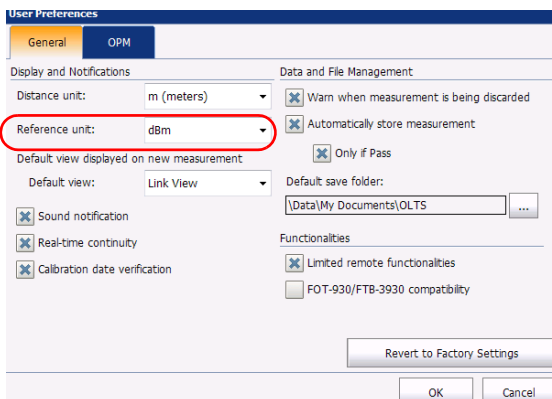 User Preferences
General
OPM
Display and Notifications
Distance unit:
m (meters)
Reference unit:
dBm
Default view displayed on new measurement
Default view:
Link View
Sound notification
Real-time continuity
Calibration date verification
Data and File Management
Warn when measurement is being discarded
Automatically store measurement
Only if Pass
Default save folder:
\Data\My Documents\OLTS
...
Functionalities
Limited remote functionalities
FOT-930/FTB-3930 compatibility
Revert to Factory Settings
OK
Cancel